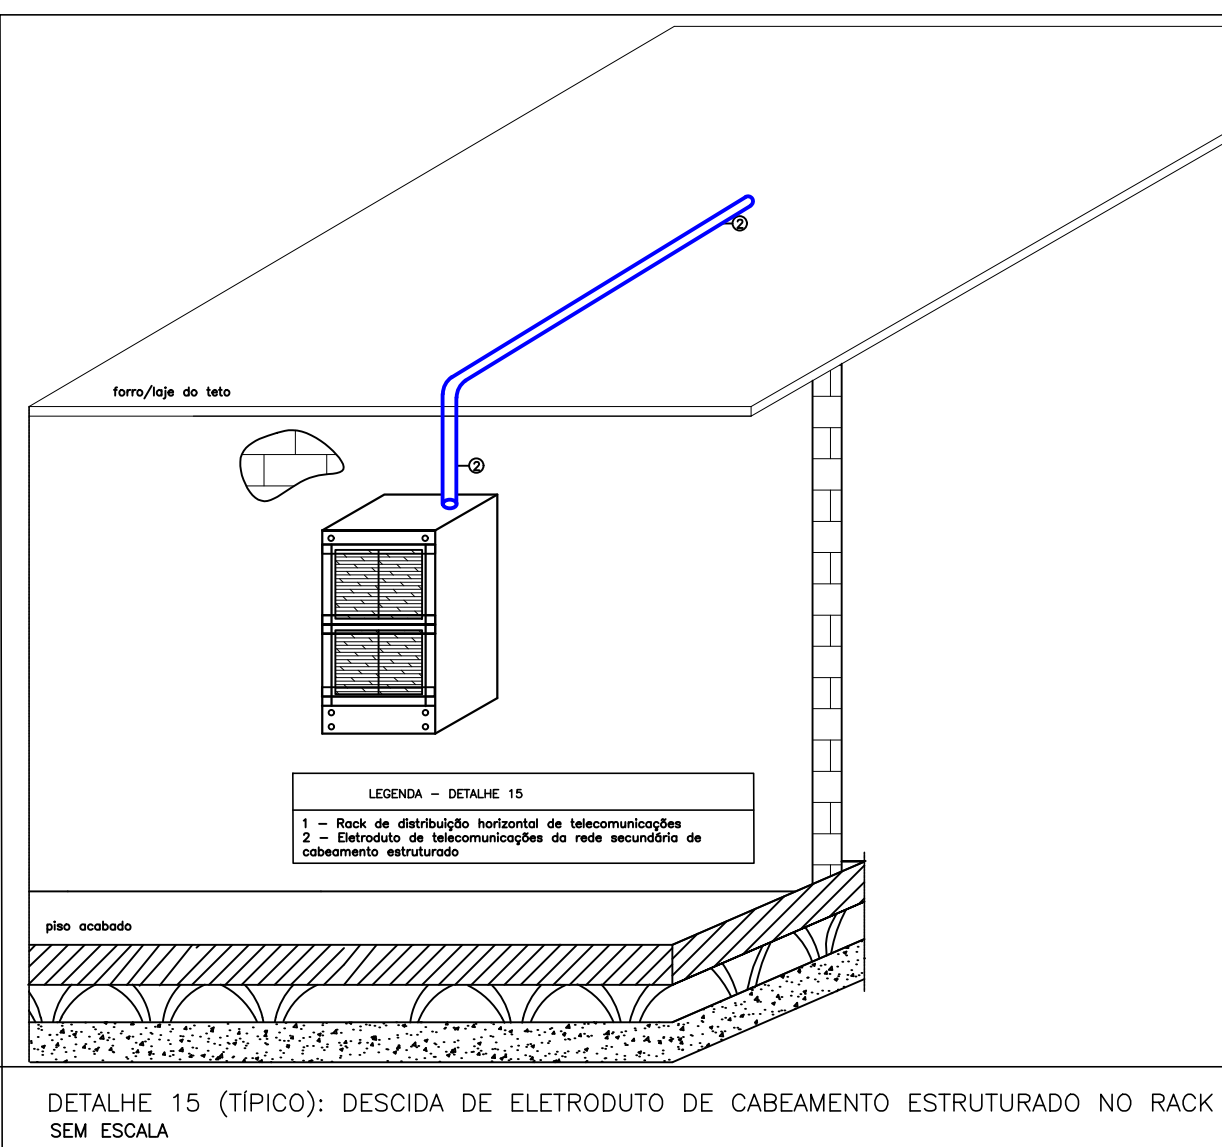 ②
forro/laje do teto
②
LEGENDA – DETALHE 15
1 – Rack de distribuição horizontal de telecomunicações
2 – Eletroduto de telecomunicações da rede secundária de
cabeamento estruturado
piso acabado
DETALHE 15 (TÍPICO): DESCIDA DE ELETRODUTO DE CABEAMENTO ESTRUTURADO NO RACK
SEM ESCALA